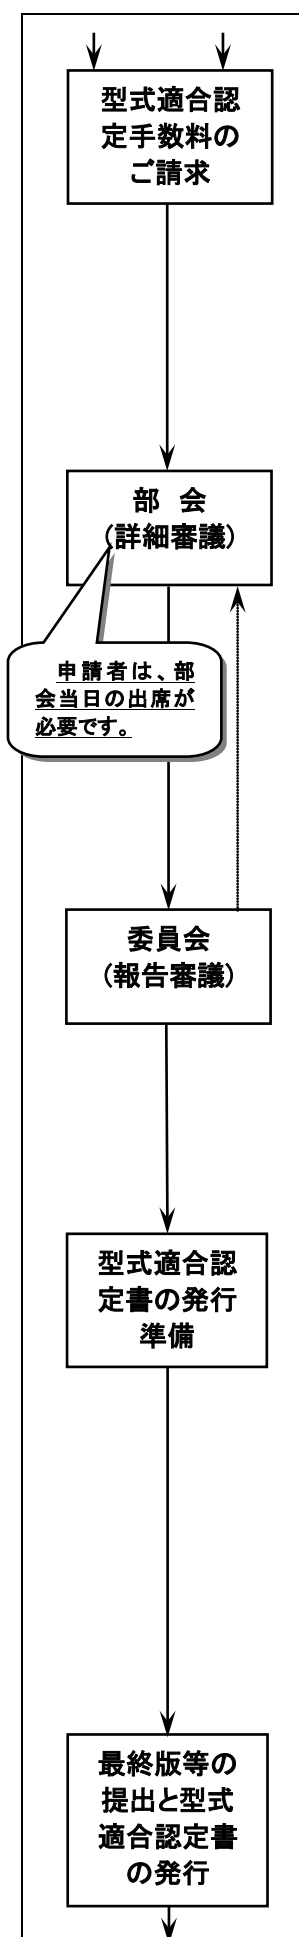 型式適合認
定手数料の
ご請求
部　会
（詳細審議）
申請者は、部
会当日の出席が
必要です。
委員会
（報告審議）
型式適合認
定書の発行
準備
最終版等の
提出と型式
適合認定書
の発行